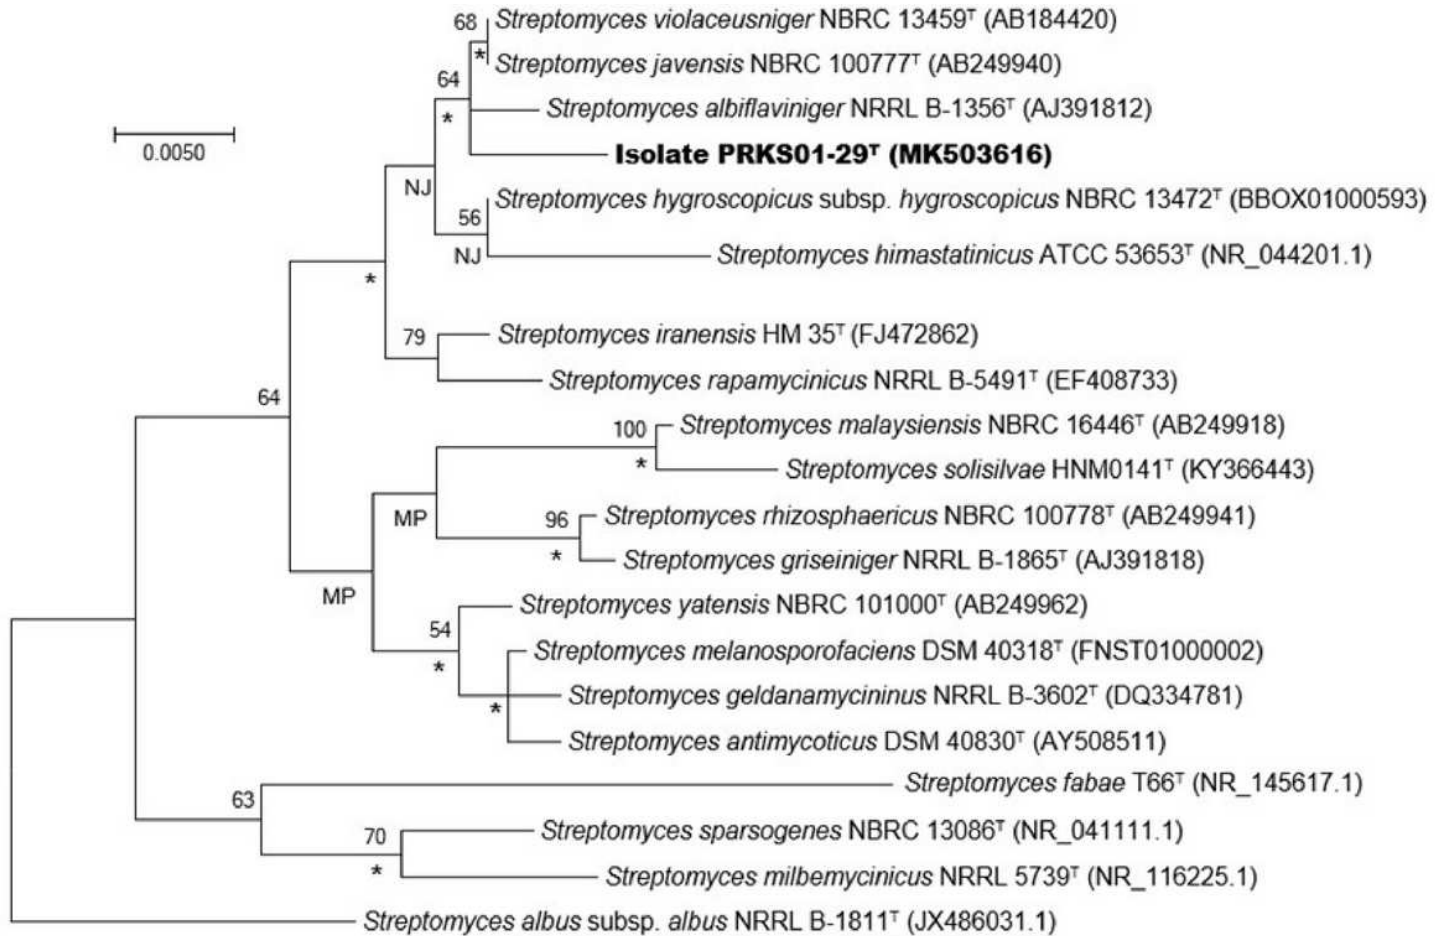 68
Streptomyces violaceusniger NBRC 13459ᵀ (AB184420)
*
Streptomyces javensis NBRC 100777ᵀ (AB249940)
64
*
Streptomyces albiflaviniger NRRL B-1356ᵀ (AJ391812)
0.0050
Isolate PRKS01-29ᵀ (MK503616)
NJ
Streptomyces hygroscopicus subsp. hygroscopicus NBRC 13472ᵀ (BBOX01000593)
56
NJ
Streptomyces himastatinicus ATCC 53653ᵀ (NR_044201.1)
*
79
Streptomyces iranensis HM 35ᵀ (FJ472862)
Streptomyces rapamycinicus NRRL B-5491ᵀ (EF408733)
64
100
Streptomyces malaysiensis NBRC 16446ᵀ (AB249918)
*
Streptomyces solisilvae HNM0141ᵀ (KY366443)
MP
96
Streptomyces rhizosphaericus NBRC 100778ᵀ (AB249941)
*
Streptomyces griseiniger NRRL B-1865ᵀ (AJ391818)
MP
Streptomyces yatensis NBRC 101000ᵀ (AB249962)
54
*
Streptomyces melanosporofaciens DSM 40318ᵀ (FNST01000002)
*
Streptomyces geldanamycininus NRRL B-3602ᵀ (DQ334781)
Streptomyces antimycoticus DSM 40830ᵀ (AY508511)
63
Streptomyces fabae T66ᵀ (NR_145617.1)
70
*
Streptomyces sparsogenes NBRC 13086ᵀ (NR_041111.1)
Streptomyces milbemycinicus NRRL 5739ᵀ (NR_116225.1)
Streptomyces albus subsp. albus NRRL B-1811ᵀ (JX486031.1)